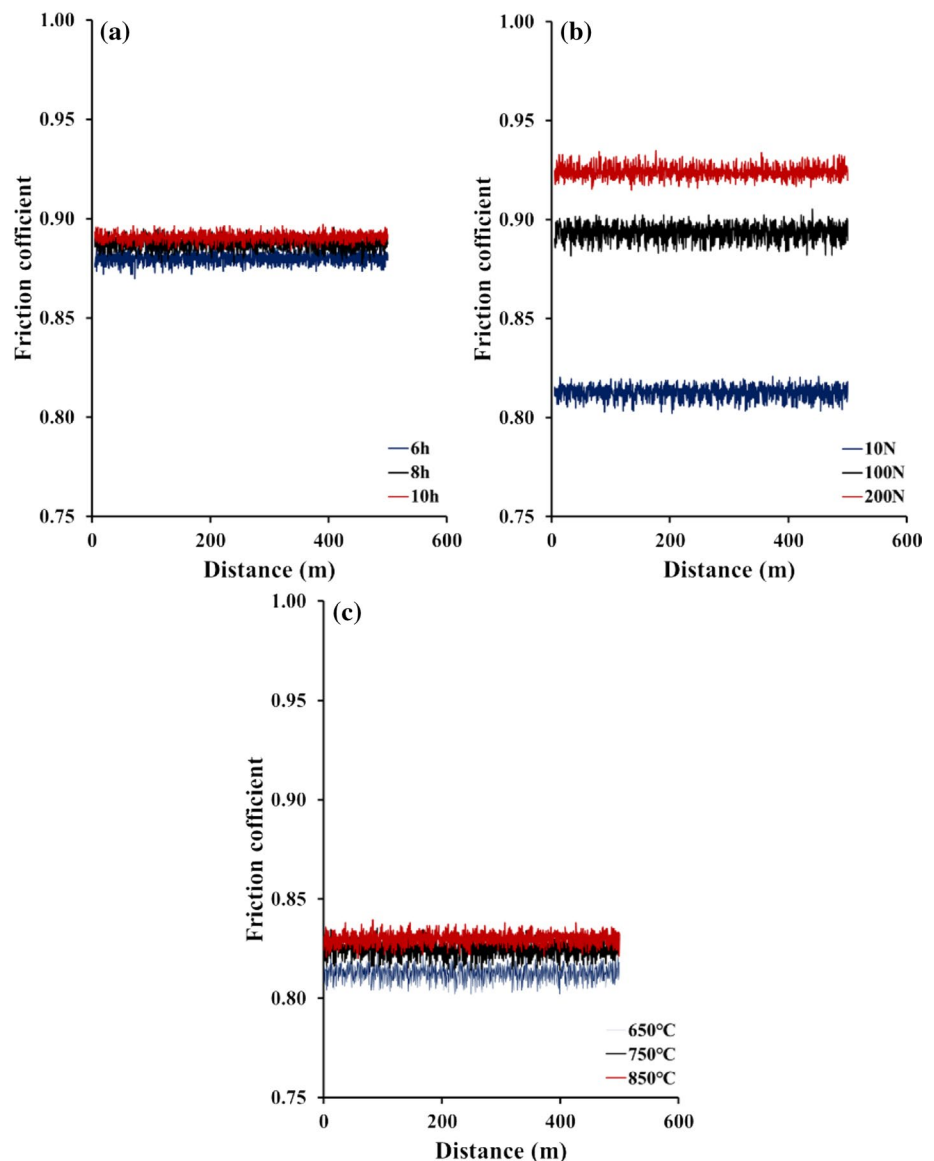 (a)
1.00
0.95
0.90
0.85
0.80
0.75
Friction cofficient
6h
8h
10h
0 200 400 600
Distance (m)
(b)
1.00
0.95
0.90
0.85
0.80
0.75
Friction cofficient
10N
100N
200N
0 200 400 600
Distance (m)
(c)
1.00
0.95
0.90
0.85
0.80
0.75
Friction cofficient
650°C
750°C
850°C
0 200 400 600
Distance (m)